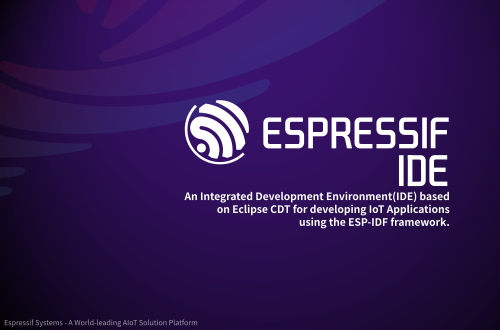 ESPRESSIF
IDE
An Integrated Development Environment(IDE) based
on Eclipse CDT for developing IoT Applications
using the ESP-IDF framework.
Espressif Systems - A World-leading AIoT Solution Platform